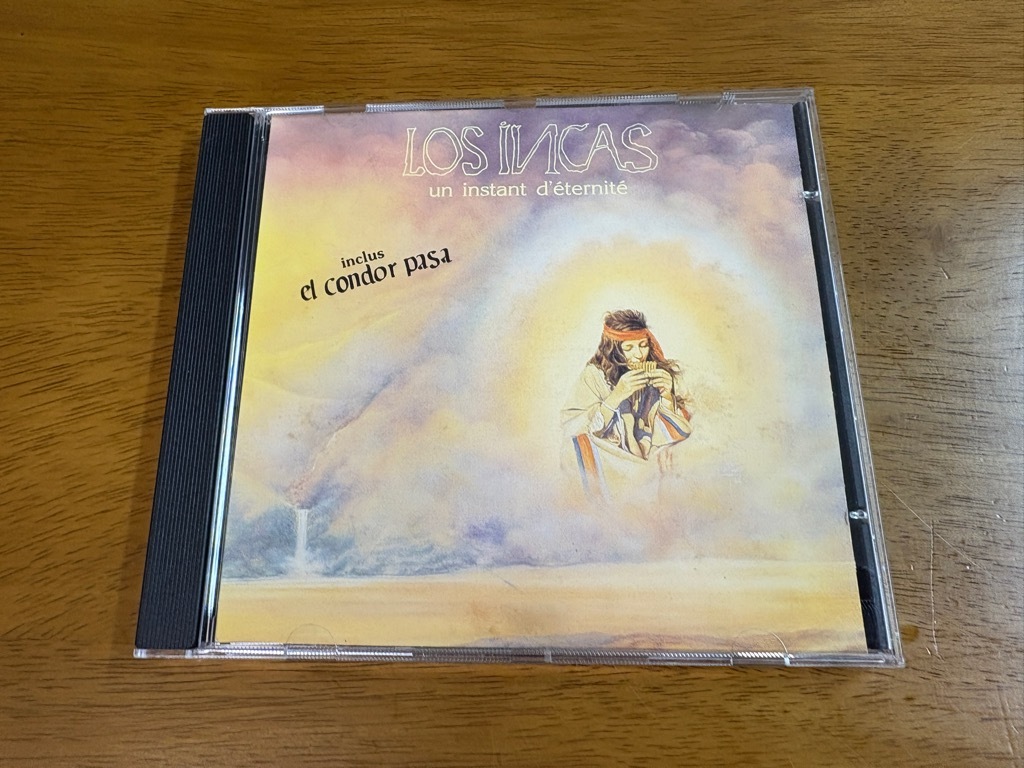 LOS INCAS
un instant d'éternité
inclus
el condor pasa